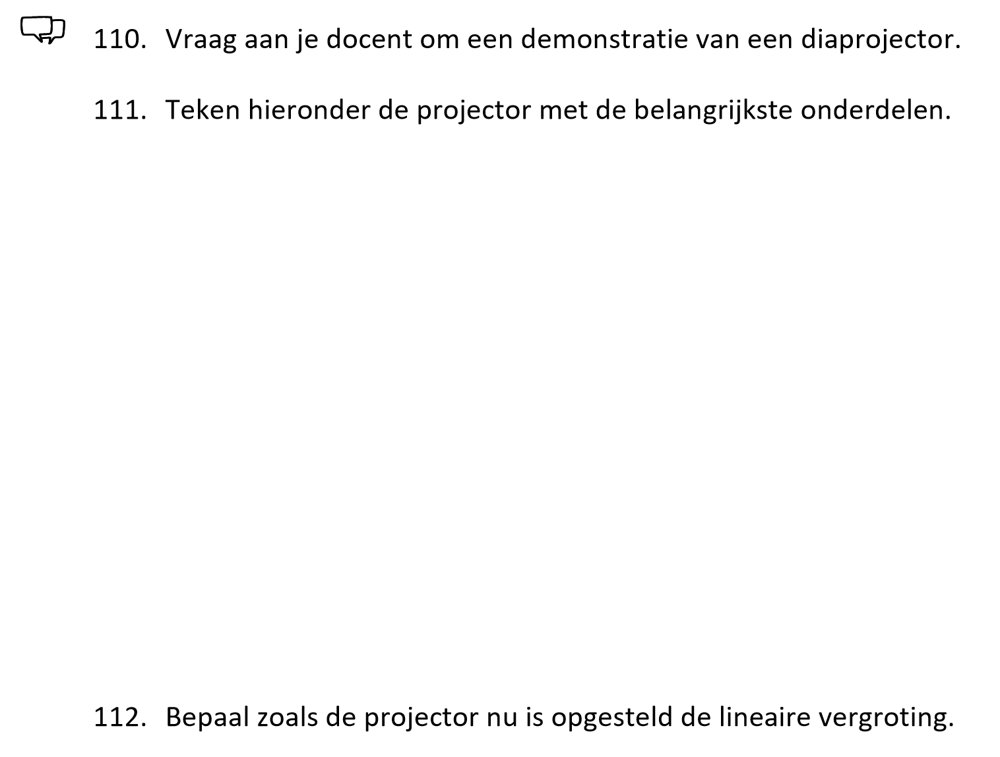 110. Vraag aan je docent om een demonstratie van een diaprojector.
111. Teken hieronder de projector met de belangrijkste onderdelen.
112. Bepaal zoals de projector nu is opgesteld de lineaire vergroting.